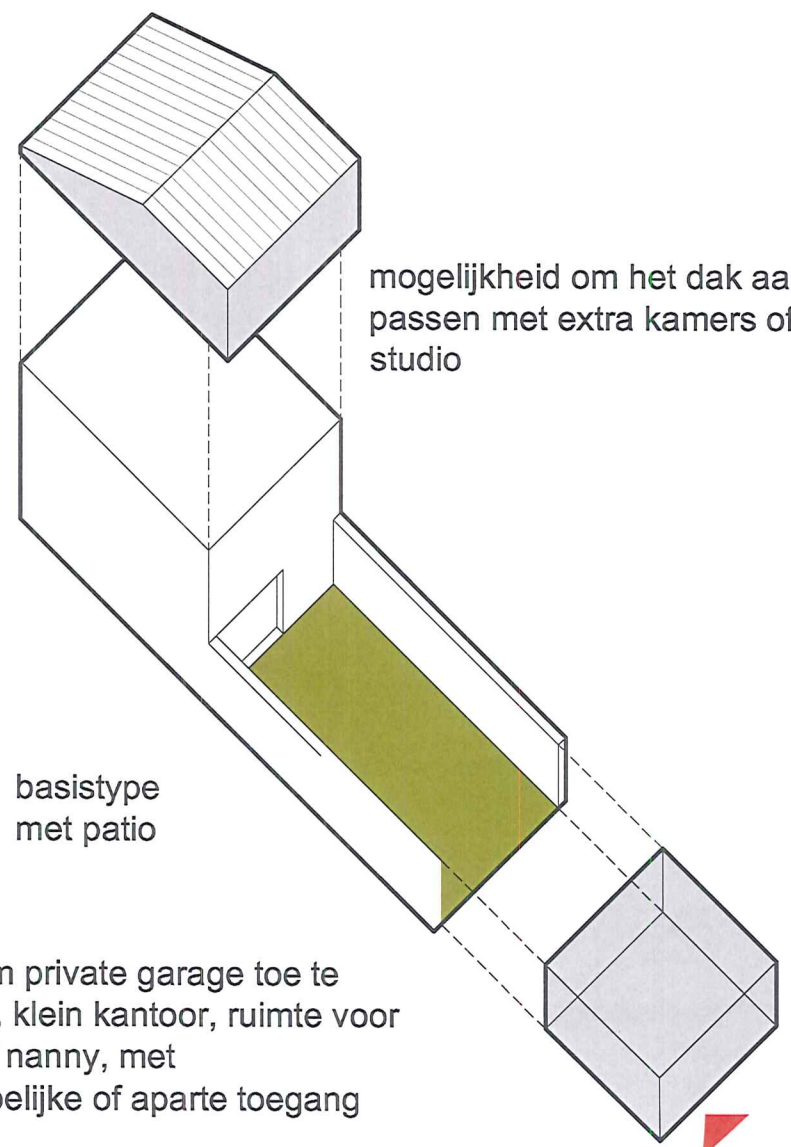 mogelijkheid om het dak aa
passen met extra kamers of
studio
basistype
met patio
m private garage toe te
, klein kantoor, ruimte voor
nanny, met
elijke of aparte toegang